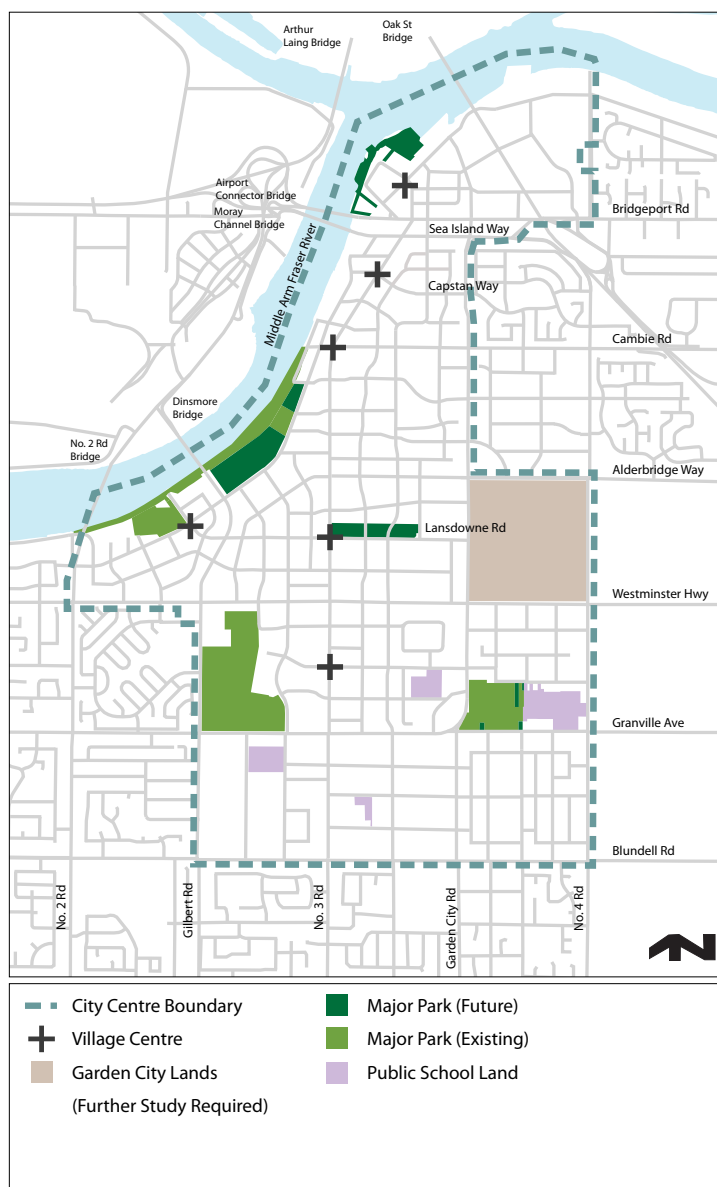 Arthur
Laing Bridge
Oak St
Bridge
Airport
Connector Bridge
Moray
Channel Bridge
Bridgeport Rd
Sea Island Way
Middle Arm Fraser River
Capstan Way
Cambie Rd
Dinsmore
Bridge
No. 2 Rd
Bridge
Alderbridge Way
Lansdowne Rd
Westminster Hwy
Granville Ave
Blundell Rd
No. 2 Rd
Gilbert Rd
No. 3 Rd
Garden City Rd
No. 4 Rd
N
City Centre Boundary
Village Centre
Garden City Lands
(Further Study Required)
Major Park (Future)
Major Park (Existing)
Public School Land